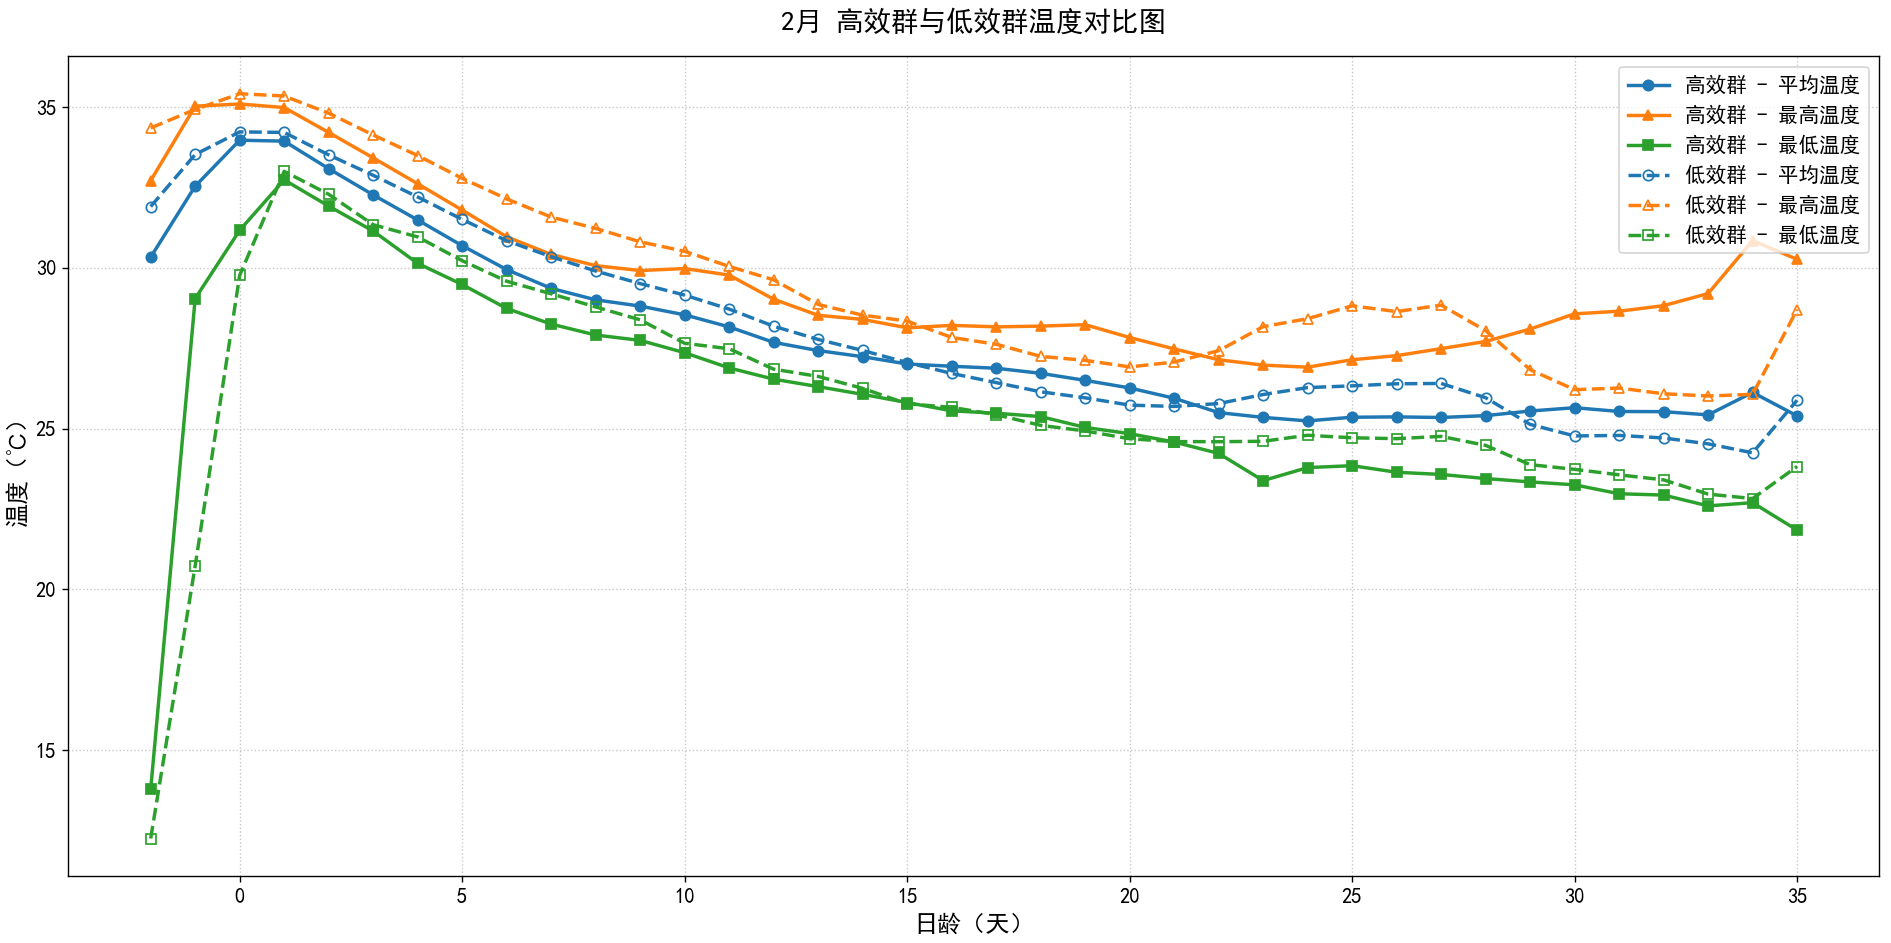 2月 高效群与低效群温度对比图
高效群 - 平均温度
高效群 - 最高温度
高效群 - 最低温度
低效群 - 平均温度
低效群 - 最高温度
低效群 - 最低温度
温度（℃）
35
30
25
20
15
0 5 10 15 20 25 30 35
日龄（天）